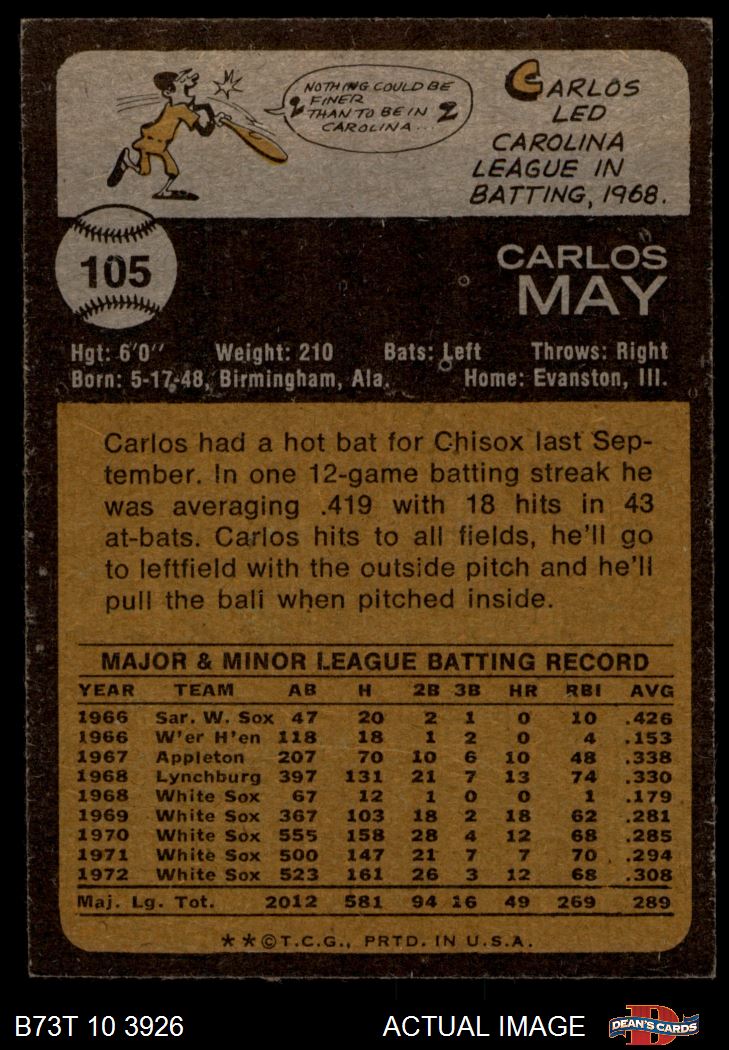 NOTHING COULD BE
FINER
THAN TO BE IN
CAROLINA...
CARLOS
LED
CAROLINA
LEAGUE IN
BATTING, 1968.
105
CARLOS
MAY
Hgt: 6'0" Weight: 210 Bats: Left Throws: Right
Born: 5-17-48, Birmingham, Ala. Home: Evanston, Ill.
Carlos had a hot bat for Chisox last Sep-
tember. In one 12-game batting streak he
was averaging .419 with 18 hits in 43
at-bats. Carlos hits to all fields, he'll go
to leftfield with the outside pitch and he'll
pull the ball when pitched inside.
MAJOR & MINOR LEAGUE BATTING RECORD
YEAR TEAM AB H 2B 3B HR RBI AVG
1966 Sar. W. Sox 47 20 2 1 0 10 .426
1966 W'er H'en 118 18 1 2 0 4 .153
1967 Appleton 207 70 10 6 10 48 .338
1968 Lynchburg 397 131 21 7 13 74 .330
1968 White Sox 67 12 1 0 0 1 .179
1969 White Sox 367 103 18 2 18 62 .281
1970 White Sox 555 158 28 4 12 68 .285
1971 White Sox 500 147 21 7 7 70 .294
1972 White Sox 523 161 26 3 12 68 .308
Maj. Lg. Tot. 2012 581 94 16 49 269 289
**©T.C.G., PRTD. IN U.S.A.
B73T 10 3926 ACTUAL IMAGE DEAN'S CARDS